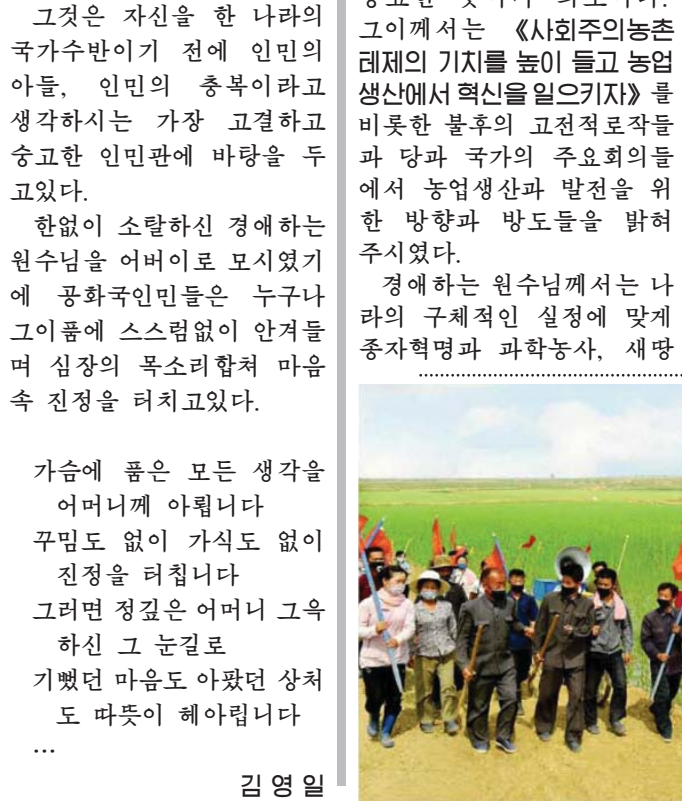 그것은 자신을 한 나라의
국가수반이기 전에 인민의
아들, 인민의 충복이라고
생각하시는 가장 고결하고
숭고한 인민관에 바탕을 두
고있다.
한없이 소탈하신 경애하는
원수님을 어버이로 모시였기
에 공화국인민들은 누구나
그이품에 스스럼없이 안겨들
며 심장의 목소리합쳐 마음
속 진정을 터치고있다.
가슴에 품은 모든 생각을
어머니께 아뢉니다
꾸밈도 없이 가식도 없이
진정을 터칩니다
그러면 정깊은 어머니 그윽
하신 그 눈길로
기뻤던 마음도 아팠던 상처
도 따뜻이 헤아립니다
...
김영일
그이께서는 《사회주의농촌
테제의 기치를 높이 들고 농업
생산에서 혁신을 일으키자》를
비롯한 불후의 고전적로작들
과 당과 국가의 주요회의들
에서 농업생산과 발전을 위
한 방향과 방도들을 밝혀
주시였다.
경애하는 원수님께서는 나
라의 구체적인 실정에 맞게
종자혁명과 과학농사, 새땅